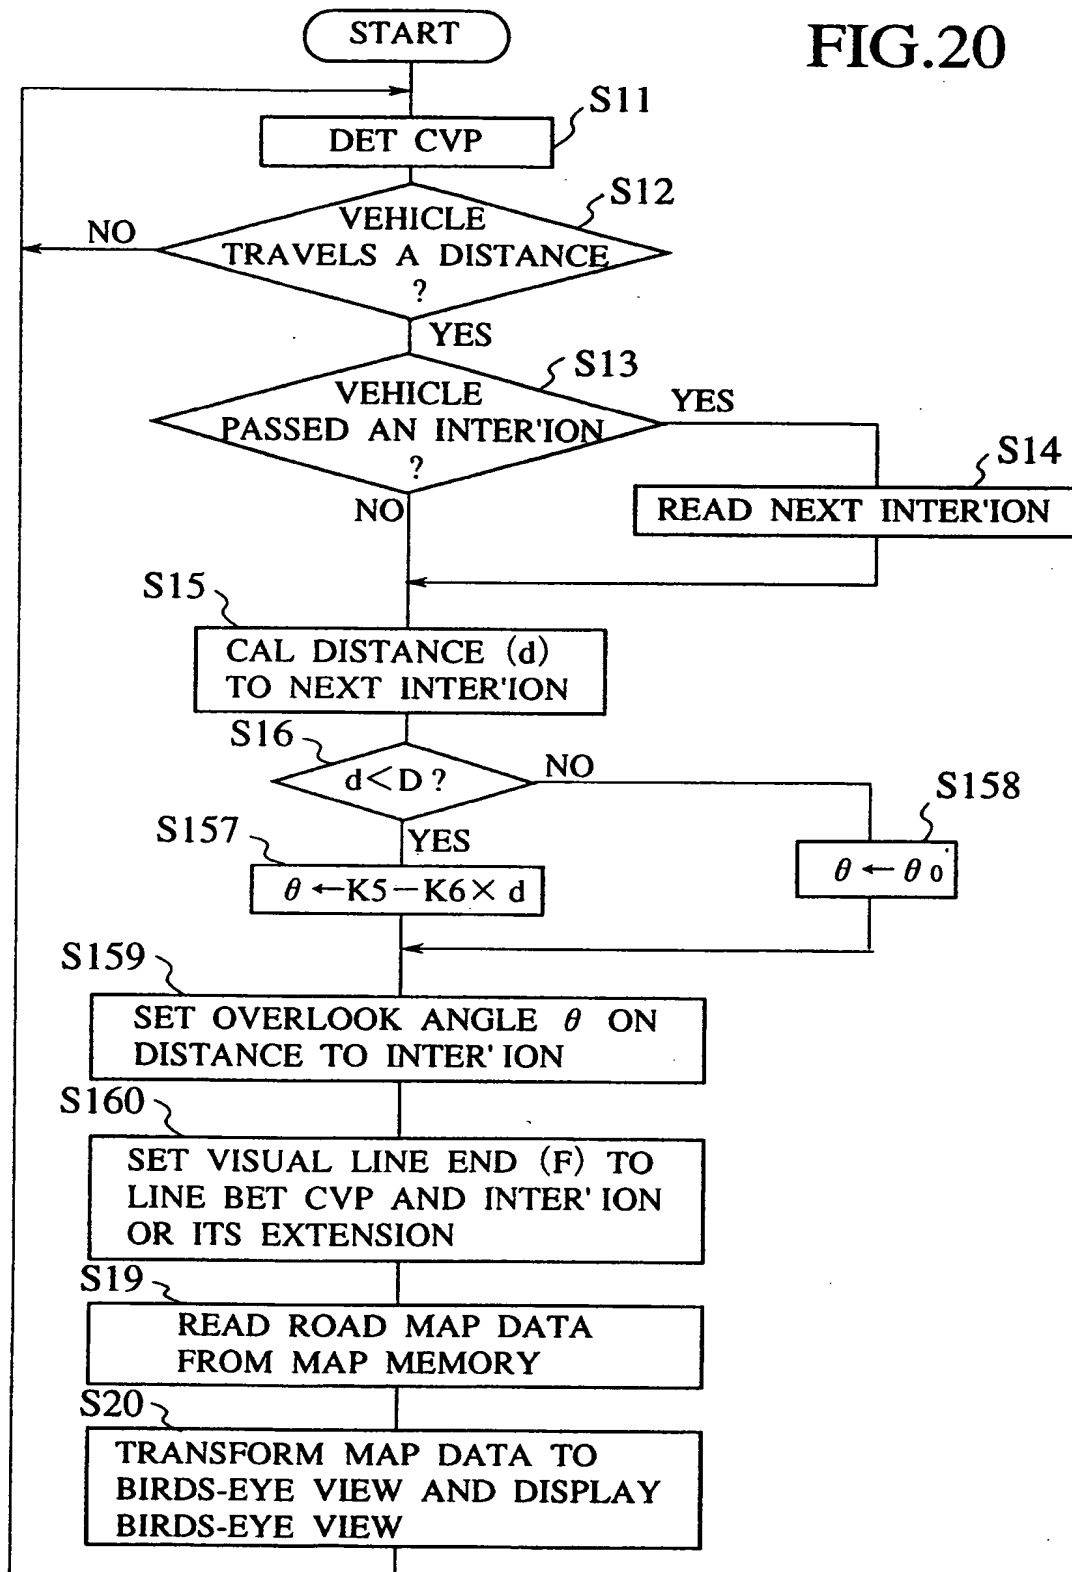 START
FIG.20
S11
DET CVP
S12
VEHICLE
TRAVELS A DISTANCE
?
NO
YES
S13
VEHICLE
PASSED AN INTER'ION
?
YES
NO
S14
READ NEXT INTER'ION
S15
CAL DISTANCE (d)
TO NEXT INTER'ION
S16
d<D?
NO
YES
S157
θ←K5−K6× d
S158
θ←θ0
S159
SET OVERLOOK ANGLE θ ON
DISTANCE TO INTER'ION
S160
SET VISUAL LINE END (F) TO
LINE BET CVP AND INTER'ION
OR ITS EXTENSION
S19
READ ROAD MAP DATA
FROM MAP MEMORY
S20
TRANSFORM MAP DATA TO
BIRDS-EYE VIEW AND DISPLAY
BIRDS-EYE VIEW